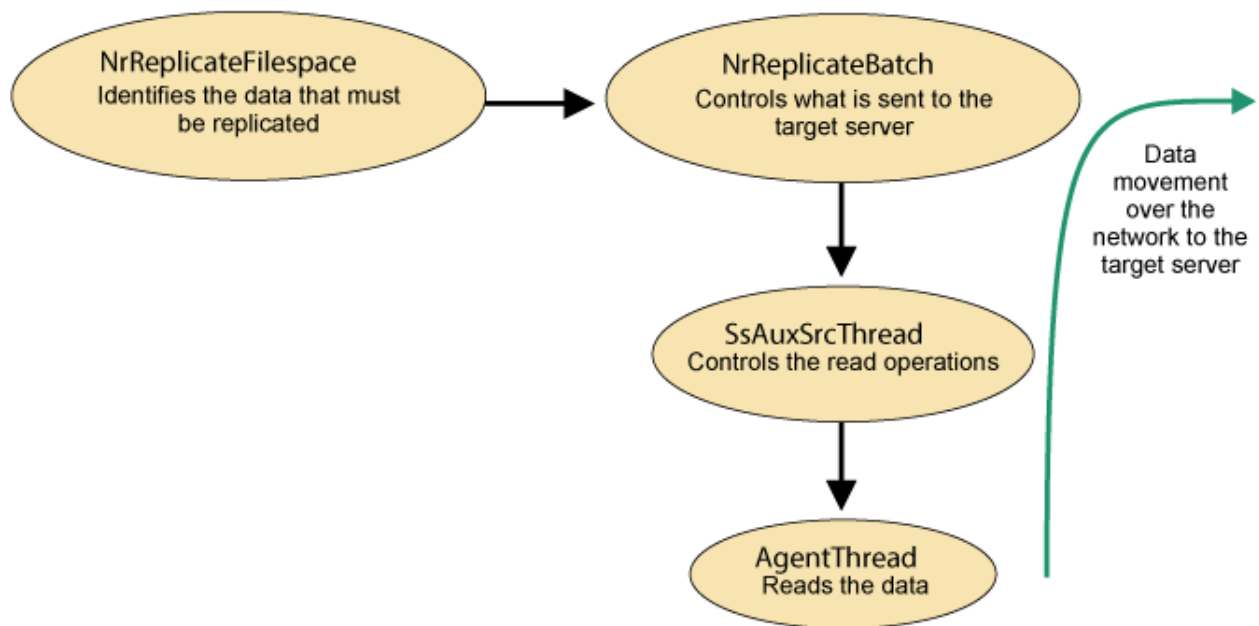 NrReplicateFilespace
Identifies the data that must
be replicated
NrReplicateBatch
Controls what is sent to the
target server
Data
movement
over the
network to the
target server
SsAuxSrcThread
Controls the read operations
AgentThread
Reads the data